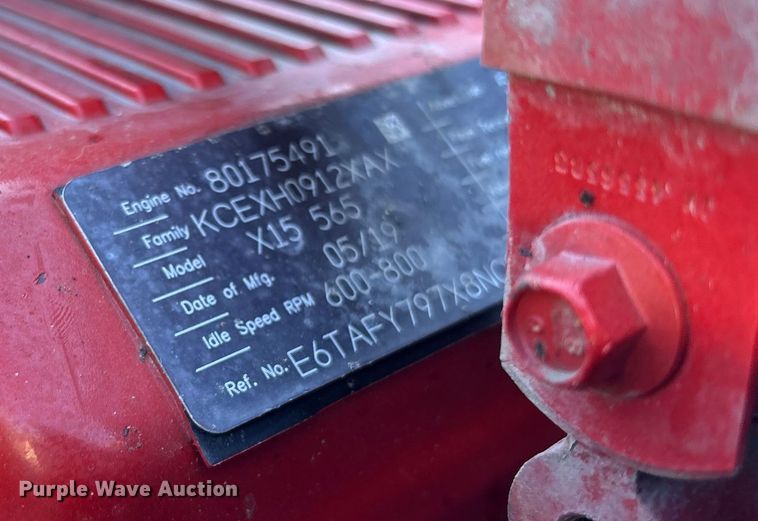 Engine No. 80175491
Family KCEXH0912XAX
Model X15 565
Date of Mfg. 05/19
Idle Speed RPM 600-800
Ref. No. E6TAFY797X8N
Purple Wave Auction